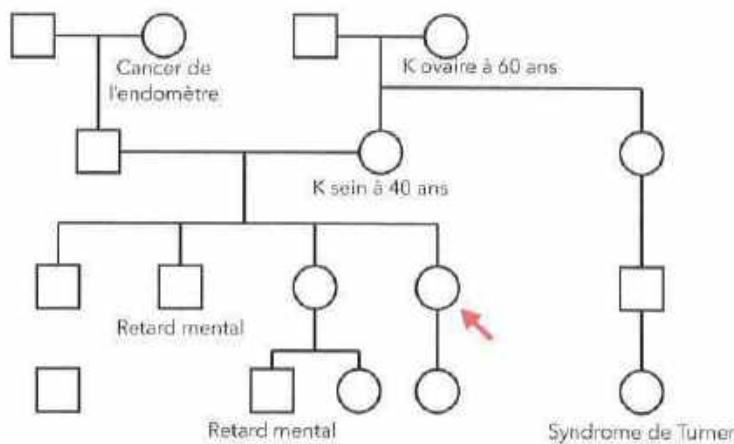 Cancer de
l'endomètre
K ovaire à 60 ans
K sein à 40 ans
Retard mental
Retard mental
Syndrome de Turner